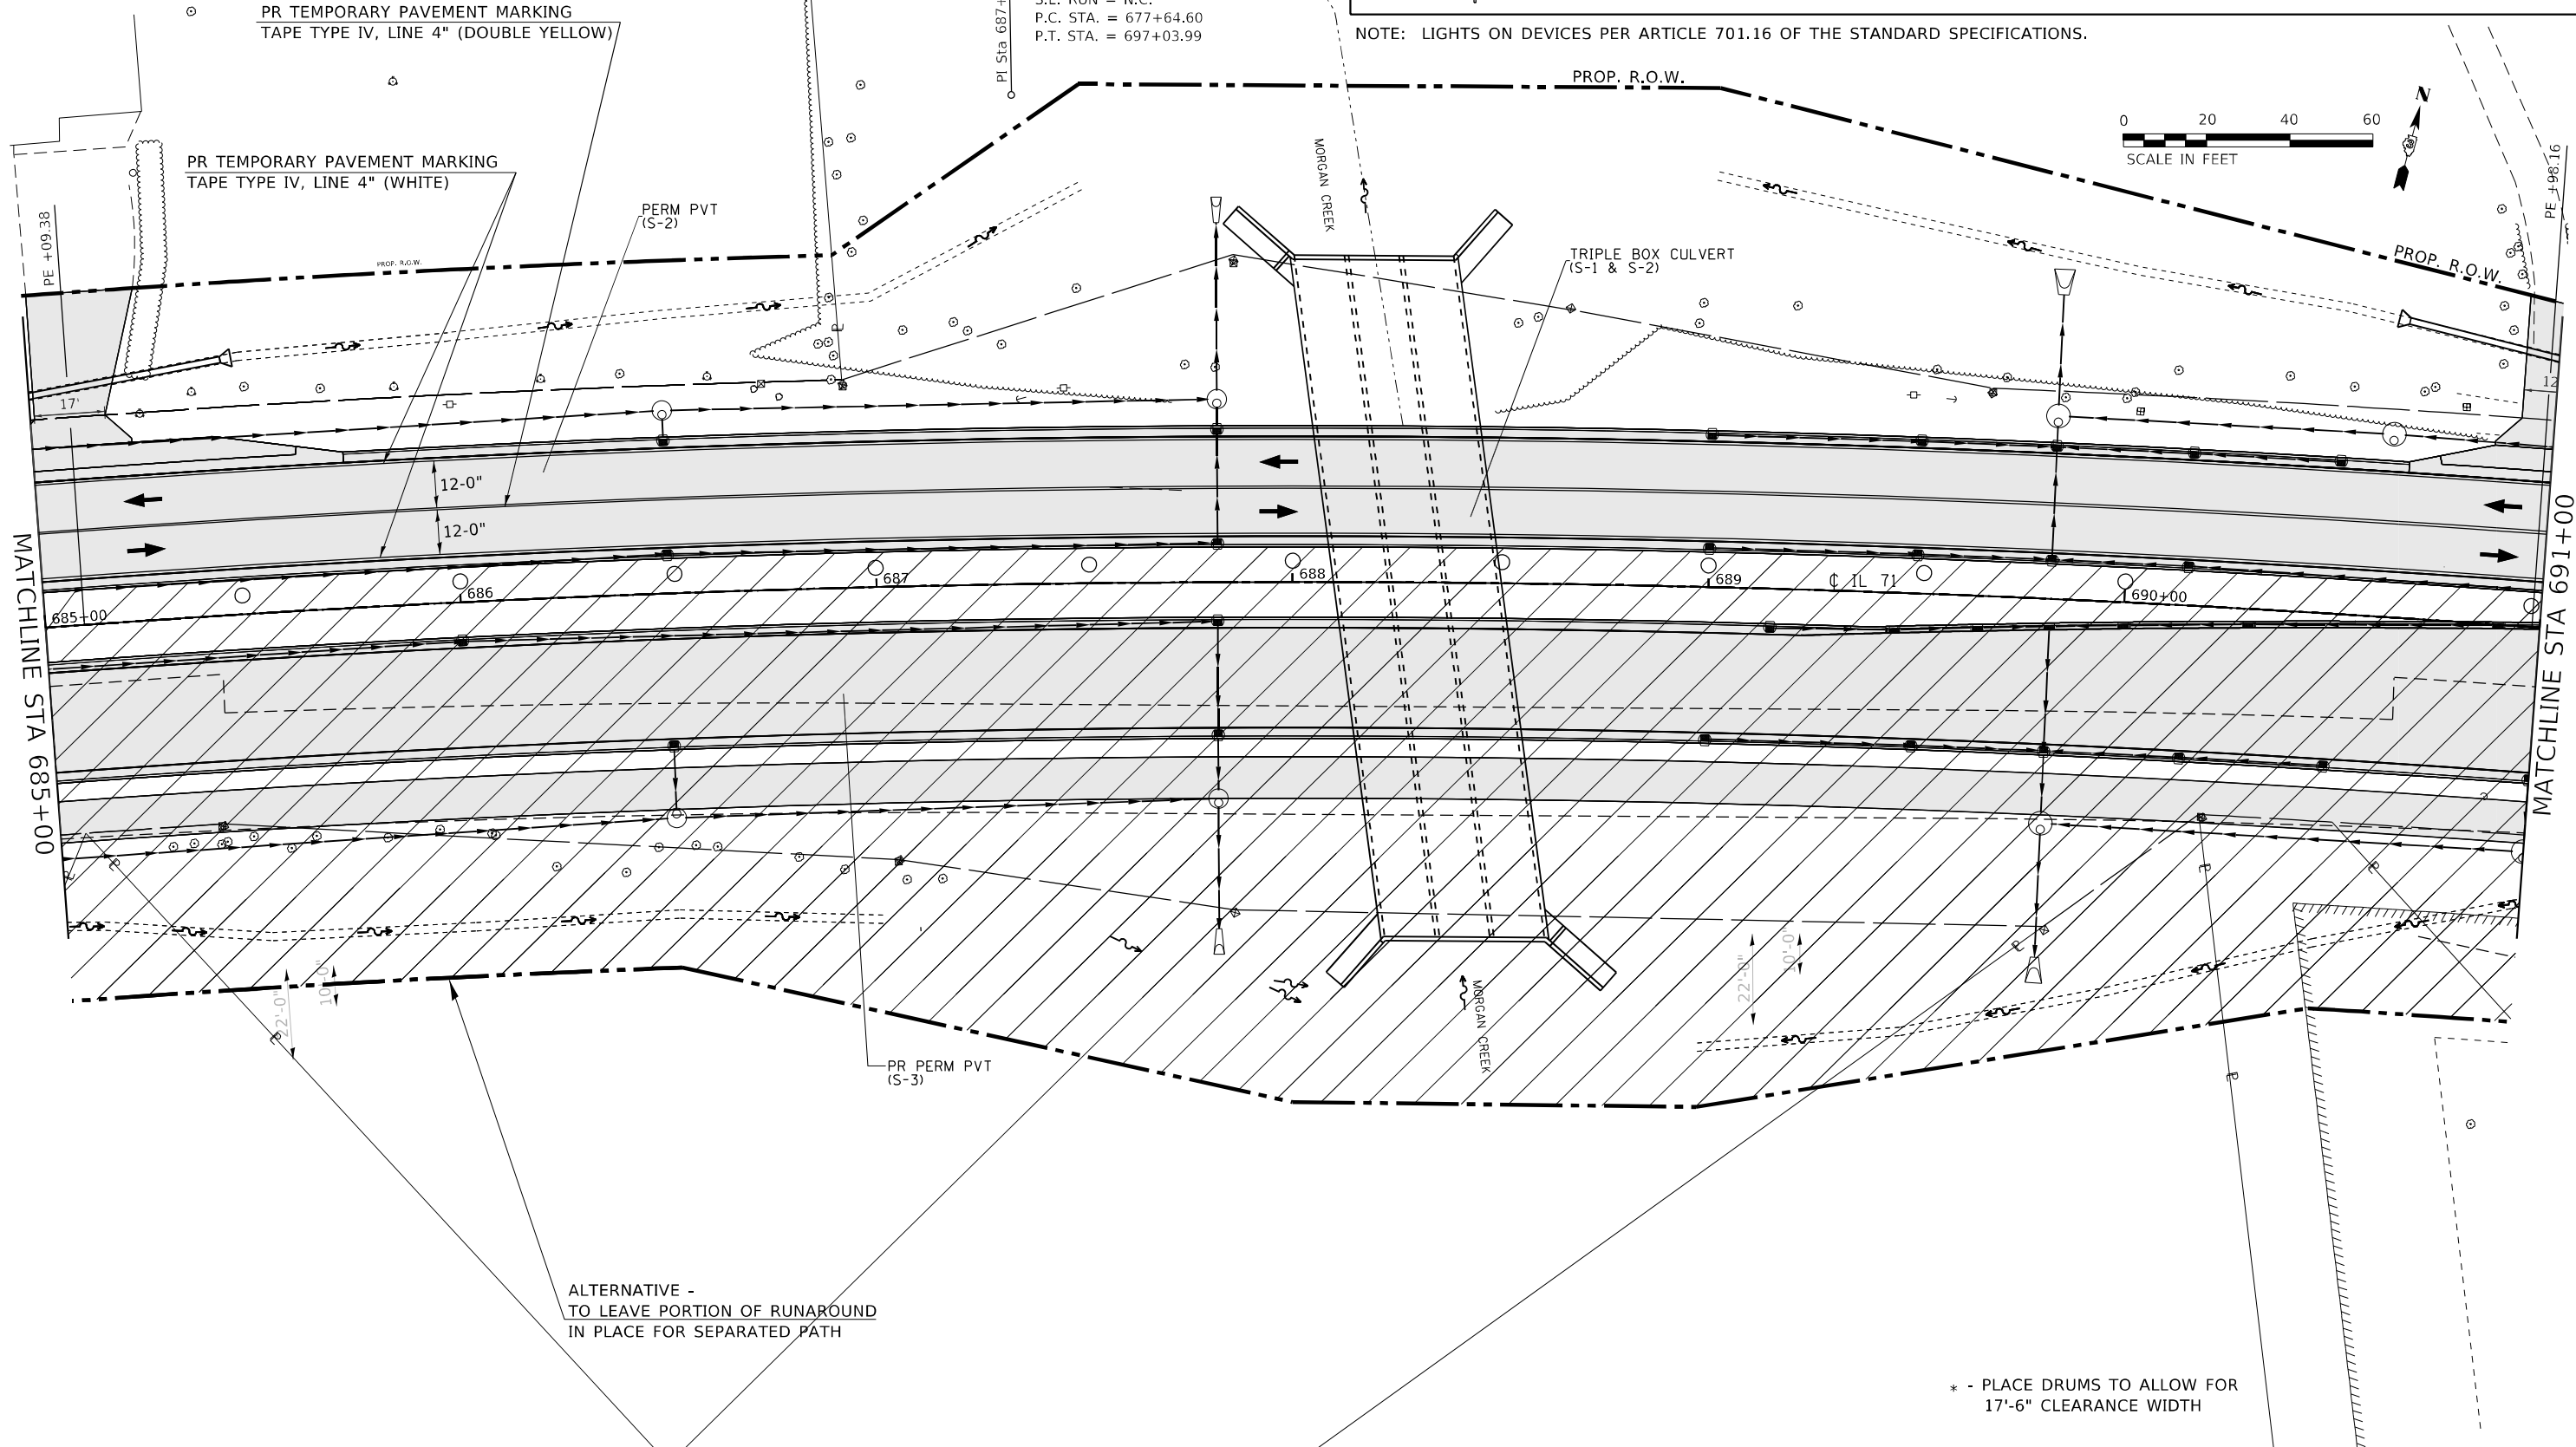 PR TEMPORARY PAVEMENT MARKING
TAPE TYPE IV, LINE 4" (DOUBLE YELLOW)
PI Sta 687+
S.E. RUN = N.C.
P.C. STA. = 677+64.60
P.T. STA. = 697+03.99
NOTE: LIGHTS ON DEVICES PER ARTICLE 701.16 OF THE STANDARD SPECIFICATIONS.
PROP. R.O.W.
N
0 20 40 60
SCALE IN FEET
PR TEMPORARY PAVEMENT MARKING
TAPE TYPE IV, LINE 4" (WHITE)
PERM PVT
(S-2)
MORGAN CREEK
PE +98.16
PE +09.38
PROP. R.O.W.
TRIPLE BOX CULVERT
(S-1 & S-2)
PROP. R.O.W.
17'
12
12-0"
12-0"
MATCHLINE STA 685+00
MATCHLINE STA 691+00
685+00
686
687
688
689
℄ IL 71
690+00
22'-0"
10'-0"
22'-0"
10'-0"
MORGAN CREEK
PR PERM PVT
(S-3)
ALTERNATIVE -
TO LEAVE PORTION OF RUNAROUND
IN PLACE FOR SEPARATED PATH
* - PLACE DRUMS TO ALLOW FOR
17'-6" CLEARANCE WIDTH